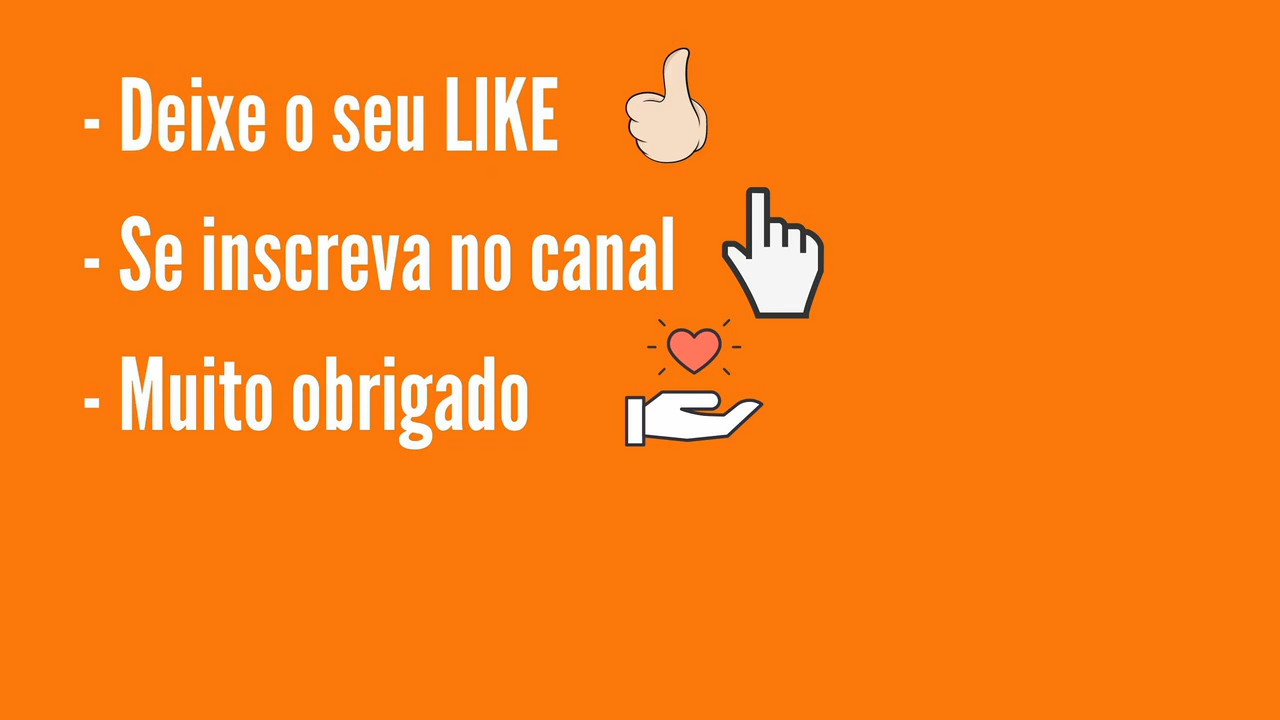 - Deixe o seu LIKE
- Se inscreva no canal
- Muito obrigado